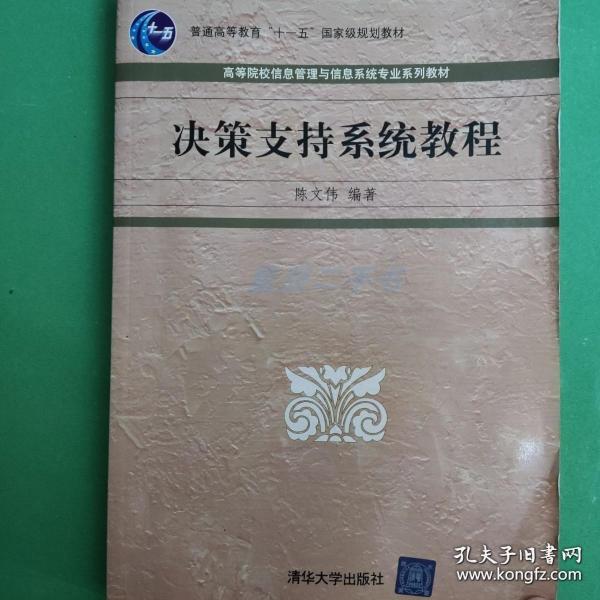 十一五
普通高等教育“十一五”国家级规划教材
高等院校信息管理与信息系统专业系列教材
决策支持系统教程
陈文伟 编著
清华大学出版社
孔夫子旧书网
www.kongfz.com